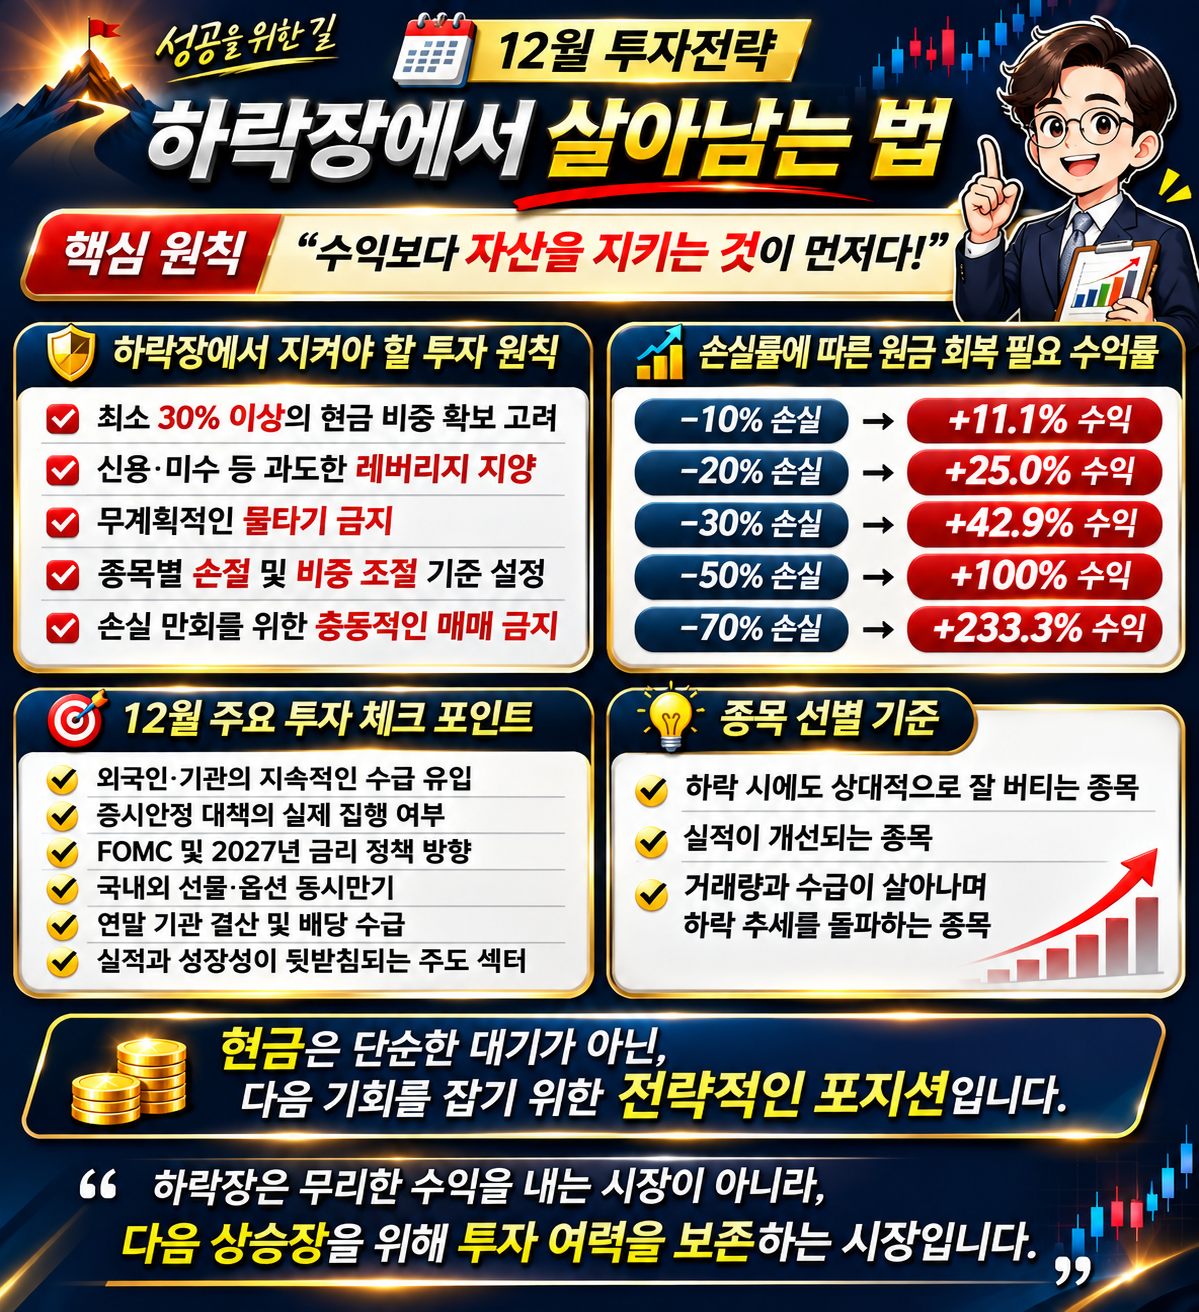 성공을 위한 길
12월 투자전략
하락장에서 살아남는 법
핵심 원칙
“수익보다 자산을 지키는 것이 먼저다!”
하락장에서 지켜야 할 투자 원칙
최소 30% 이상의 현금 비중 확보 고려
신용·미수 등 과도한 레버리지 지양
무계획적인 물타기 금지
종목별 손절 및 비중 조절 기준 설정
손실 만회를 위한 충동적인 매매 금지
손실률에 따른 원금 회복 필요 수억률
-10% 손실 → +11.1% 수익
-20% 손실 → +25.0% 수익
-30% 손실 → +42.9% 수익
-50% 손실 → +100% 수익
-70% 손실 → +233.3% 수익
12월 주요 투자 체크 포인트
외국인·기관의 지속적인 수급 유입
증시안정 대책의 실제 집행 여부
FOMC 및 2027년 금리 정책 방향
국내외 선물·옵션 동시만기
연말 기관 결산 및 배당 수급
실적과 성장성이 뒷받침되는 주도 섹터
종목 선별 기준
하락 시에도 상대적으로 잘 버티는 종목
실적이 개선되는 종목
거래량과 수급이 살아나며
하락 추세를 돌파하는 종목
현금은 단순한 대기가 아닌,
다음 기회를 잡기 위한 전략적인 포지션입니다.
“ 하락장은 무리한 수익을 내는 시장이 아니라,
다음 상승장을 위해 투자 여력을 보존하는 시장입니다. ”